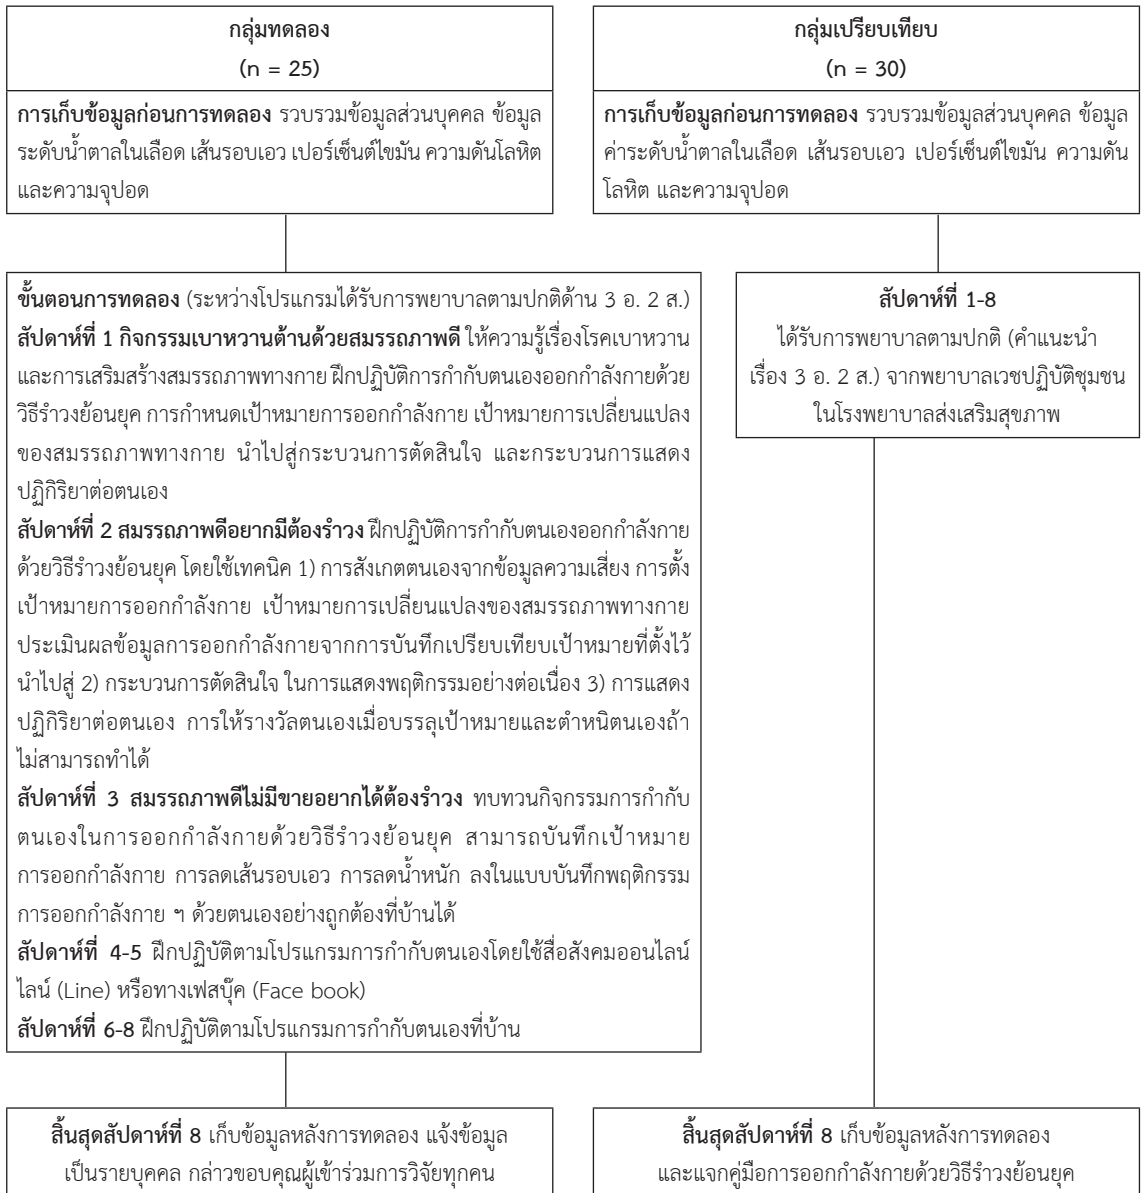 กลุ่มทดลอง
(n = 25)
การเก็บข้อมูลก่อนการทดลอง รวบรวมข้อมูลส่วนบุคคล ข้อมูล
ระดับน้ำตาลในเลือด เส้นรอบเอว เปอร์เซ็นต์ไขมัน ความดันโลหิต
และความจุปอด
กลุ่มเปรียบเทียบ
(n = 30)
การเก็บข้อมูลก่อนการทดลอง รวบรวมข้อมูลส่วนบุคคล ข้อมูล
ค่าระดับน้ำตาลในเลือด เส้นรอบเอว เปอร์เซ็นต์ไขมัน ความดัน
โลหิต และความจุปอด
ขั้นตอนการทดลอง (ระหว่างโปรแกรมได้รับการพยาบาลตามปกติด้าน 3 อ. 2 ส.)
สัปดาห์ที่ 1 กิจกรรมเบาหวานต้านด้วยสมรรถภาพดี ให้ความรู้เรื่องโรคเบาหวาน
และการเสริมสร้างสมรรถภาพทางกาย ฝึกปฏิบัติการกำกับตนเองออกกำลังกายด้วย
วิธีรำวงย้อนยุค การกำหนดเป้าหมายการออกกำลังกาย เป้าหมายการเปลี่ยนแปลง
ของสมรรถภาพทางกาย นำไปสู่กระบวนการตัดสินใจ และกระบวนการแสดง
ปฏิกิริยาต่อตนเอง
สัปดาห์ที่ 2 สมรรถภาพดีอยากมีต้องรำวง ฝึกปฏิบัติการกำกับตนเองออกกำลังกาย
ด้วยวิธีรำวงย้อนยุค โดยใช้เทคนิค 1) การสังเกตตนเองจากข้อมูลความเสี่ยง การตั้ง
เป้าหมายการออกกำลังกาย เป้าหมายการเปลี่ยนแปลงของสมรรถภาพทางกาย
ประเมินผลข้อมูลการออกกำลังกายจากการบันทึกเปรียบเทียบเป้าหมายที่ตั้งไว้
นำไปสู่ 2) กระบวนการตัดสินใจ ในการแสดงพฤติกรรมอย่างต่อเนื่อง 3) การแสดง
ปฏิกิริยาต่อตนเอง การให้รางวัลตนเองเมื่อบรรลุเป้าหมายและตำหนิตนเองถ้า
ไม่สามารถทำได้
สัปดาห์ที่ 3 สมรรถภาพดีไม่มีขายอยากได้ต้องรำวง ทบทวนกิจกรรมการกำกับ
ตนเองในการออกกำลังกายด้วยวิธีรำวงย้อนยุค สามารถบันทึกเป้าหมาย
การออกกำลังกาย การลดเส้นรอบเอว การลดน้ำหนัก ลงในแบบบันทึกพฤติกรรม
การออกกำลังกาย ฯ ด้วยตนเองอย่างถูกต้องที่บ้านได้
สัปดาห์ที่ 4-5 ฝึกปฏิบัติตามโปรแกรมการกำกับตนเองโดยใช้สื่อสังคมออนไลน์
ไลน์ (Line) หรือทางเฟสบุ๊ค (Face book)
สัปดาห์ที่ 6-8 ฝึกปฏิบัติตามโปรแกรมการกำกับตนเองที่บ้าน
สัปดาห์ที่ 1-8
ได้รับการพยาบาลตามปกติ (คำแนะนำ
เรื่อง 3 อ. 2 ส.) จากพยาบาลเวชปฏิบัติชุมชน
ในโรงพยาบาลส่งเสริมสุขภาพ
สิ้นสุดสัปดาห์ที่ 8 เก็บข้อมูลหลังการทดลอง แจ้งข้อมูล
เป็นรายบุคคล กล่าวขอบคุณผู้เข้าร่วมการวิจัยทุกคน
สิ้นสุดสัปดาห์ที่ 8 เก็บข้อมูลหลังการทดลอง
และแจกคู่มือการออกกำลังกายด้วยวิธีรำวงย้อนยุค